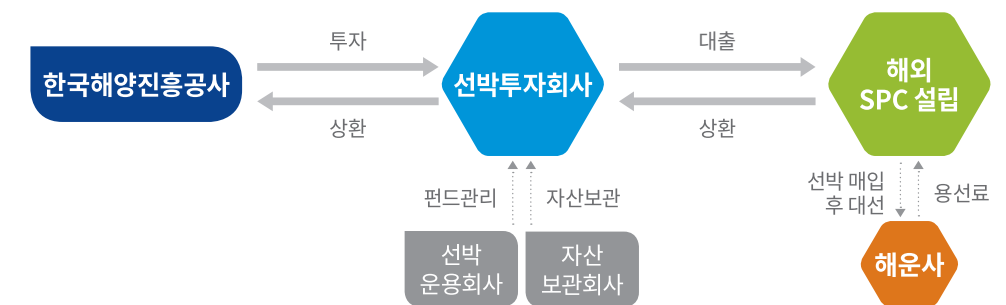 투자
대출
한국해양진흥공사
선박투자회사
해외
SPC 설립
상환
상환
펀드관리
자산보관
선박 매입
후 대선
용선료
선박
운용회사
자산
보관회사
해운사